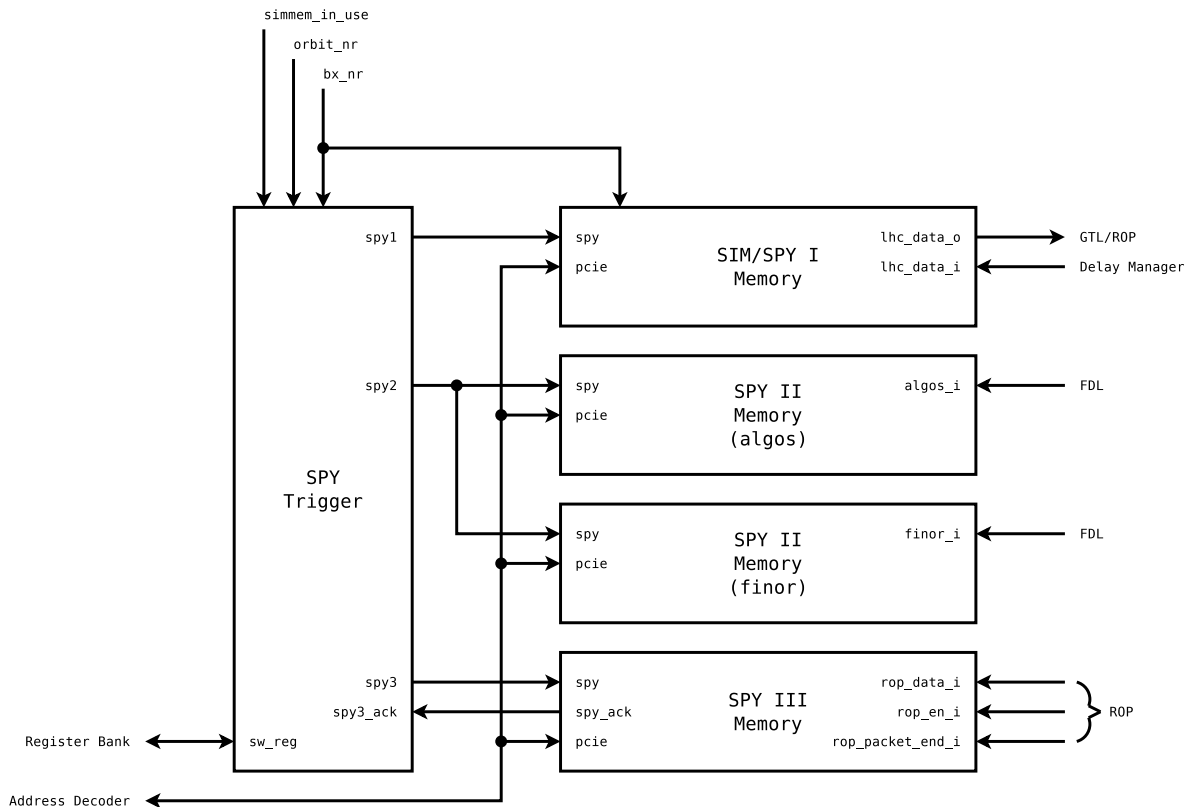 simmem_in_use
orbit_nr
bx_nr
spy1
spy
SIM/SPY I
Memory
lhc_data_o
GTL/ROP
pcie
lhc_data_i
Delay Manager
spy2
spy
SPY II
Memory
(algos)
algos_i
FDL
pcie
SPY
Trigger
spy
SPY II
Memory
(finor)
finor_i
FDL
pcie
spy3
spy
SPY III
Memory
rop_data_i
spy3_ack
spy_ack
rop_en_i
ROP
Register Bank
sw_reg
pcie
rop_packet_end_i
Address Decoder